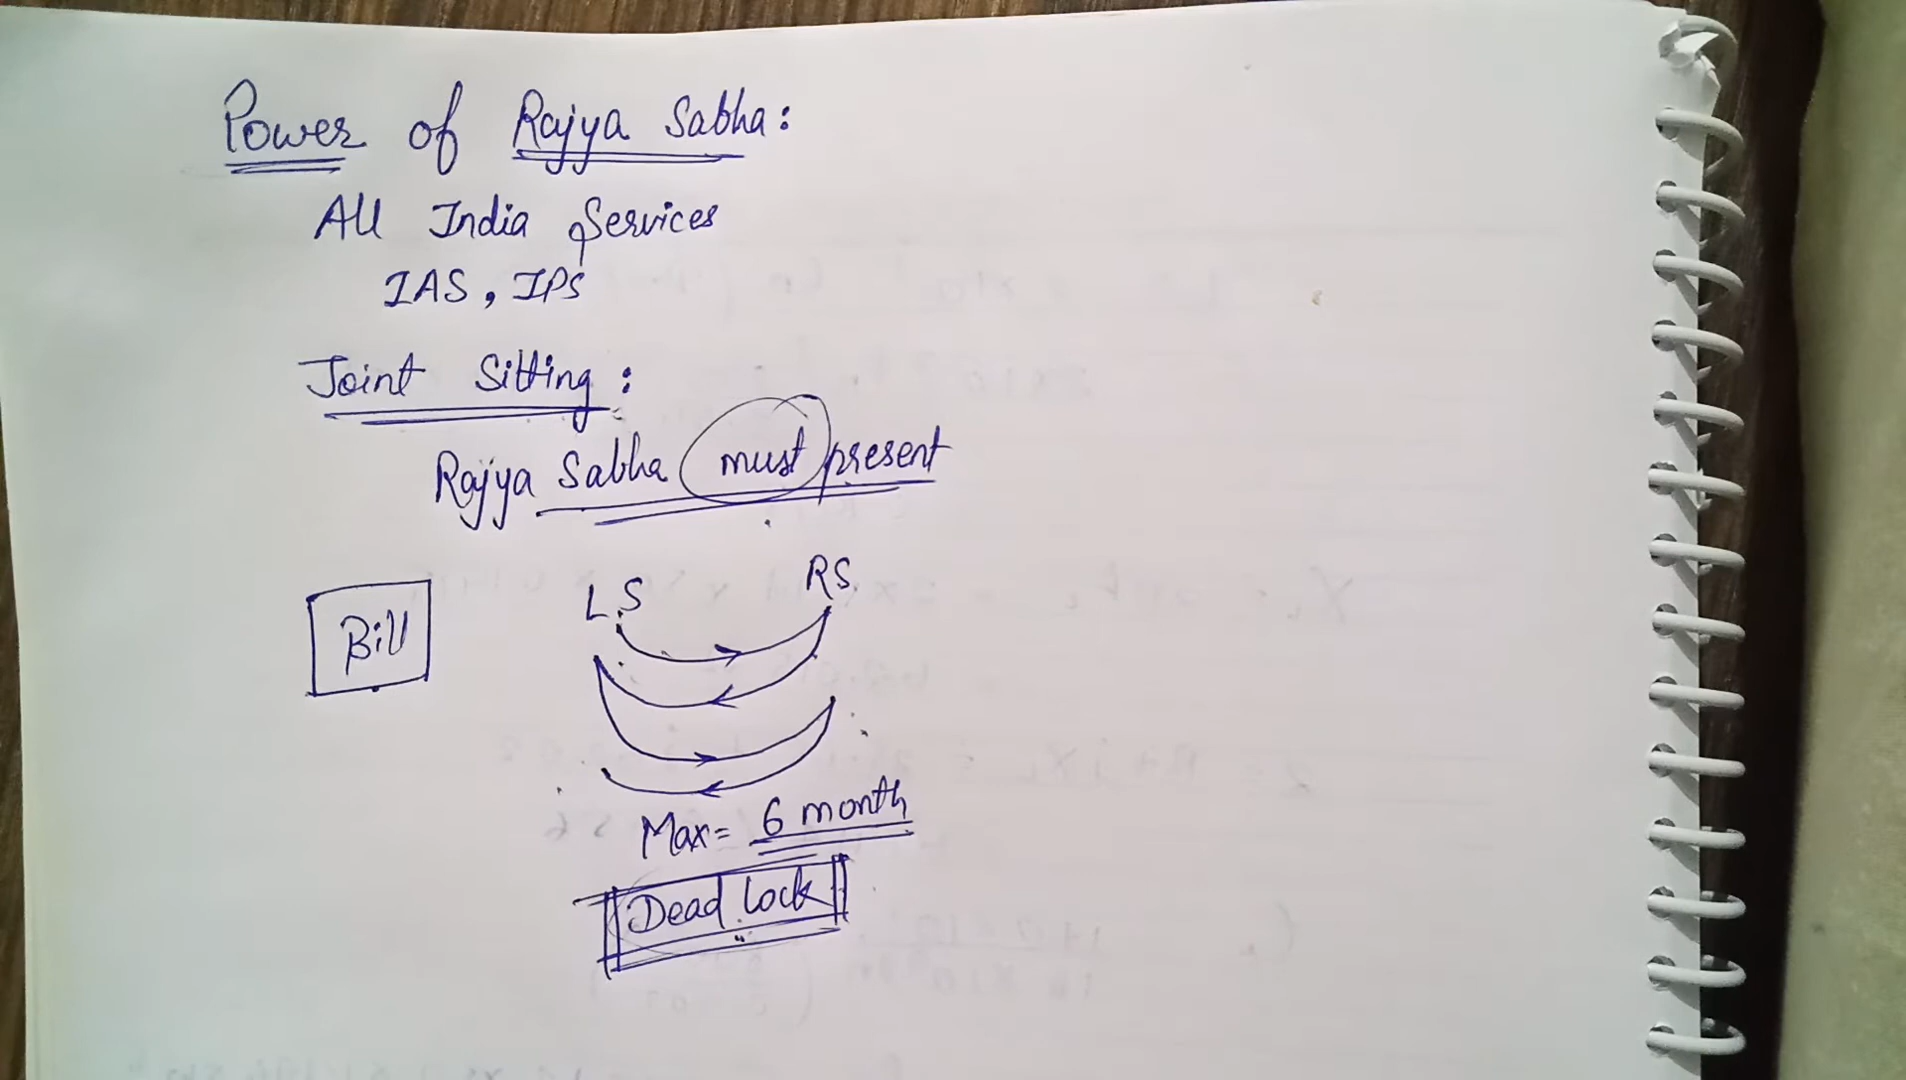 Power of Rajya Sabha:
All India Services
IAS, IPS
Joint Sitting:
Rajya Sabha must present
Bill
LS RS
Max= 6 month
Dead lock